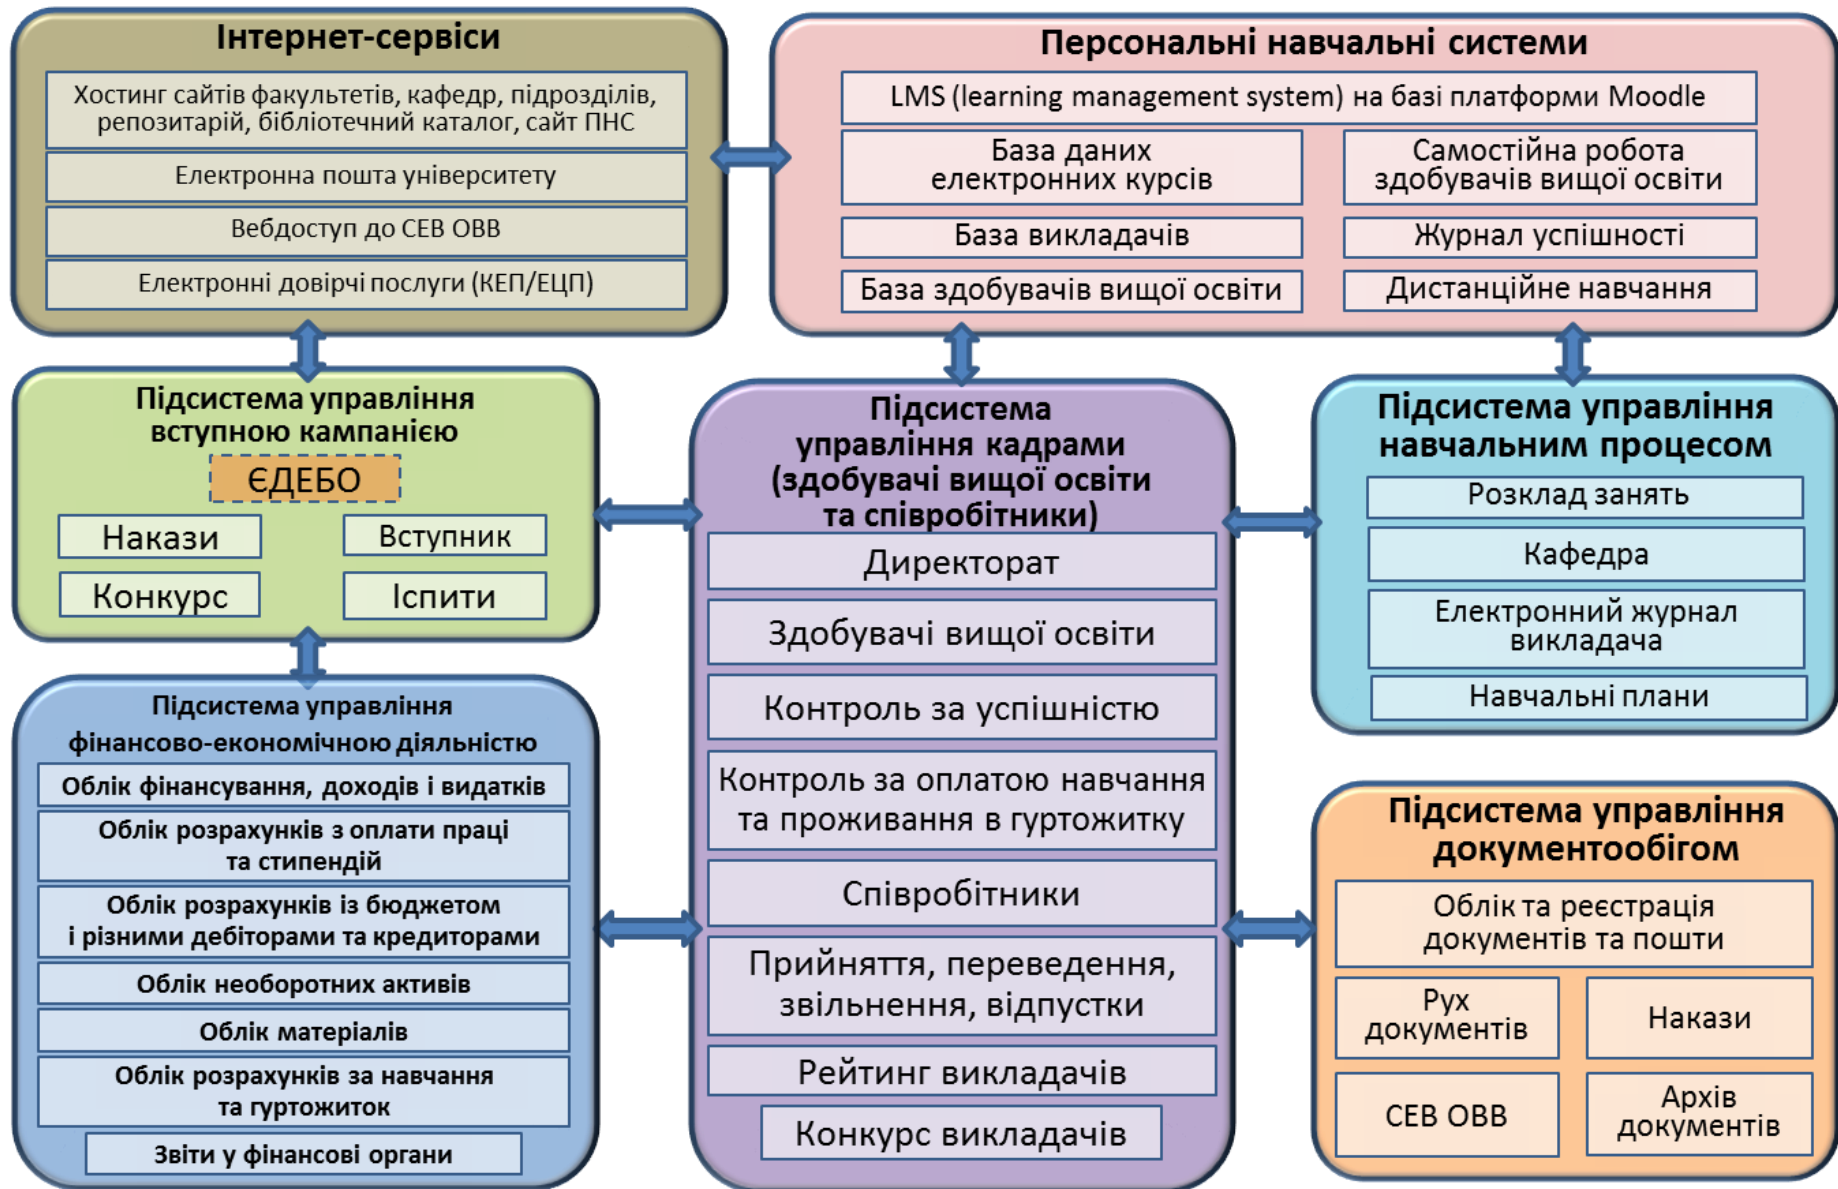 Інтернет-сервіси
Хостинг сайтів факультетів, кафедр, підрозділів,
репозитарій, бібліотечний каталог, сайт ПНС
Електронна пошта університету
Вебдоступ до СЕВ ОВВ
Електронні довірчі послуги (КЕП/ЕЦП)
Персональні навчальні системи
LMS (learning management system) на базі платформи Moodle
База даних
електронних курсів
Самостійна робота
здобувачів вищої освіти
База викладачів
Журнал успішності
База здобувачів вищої освіти
Дистанційне навчання
Підсистема управління
вступною кампанією
ЄДЕБО
Накази
Вступник
Конкурс
Іспити
Підсистема
управління кадрами
(здобувачі вищої освіти
та співробітники)
Директорат
Здобувачі вищої освіти
Контроль за успішністю
Контроль за оплатою навчання
та проживання в гуртожитку
Співробітники
Прийняття, переведення,
звільнення, відпустки
Рейтинг викладачів
Конкурс викладачів
Підсистема управління
навчальним процесом
Розклад занять
Кафедра
Електронний журнал
викладача
Навчальні плани
Підсистема управління
фінансово-економічною діяльністю
Облік фінансування, доходів і видатків
Облік розрахунків з оплати праці
та стипендій
Облік розрахунків із бюджетом
і різними дебіторами та кредиторами
Облік необоротних активів
Облік матеріалів
Облік розрахунків за навчання
та гуртожиток
Звіти у фінансові органи
Підсистема управління
документообігом
Облік та реєстрація
документів та пошти
Рух
документів
Накази
СЕВ ОВВ
Архів
документів